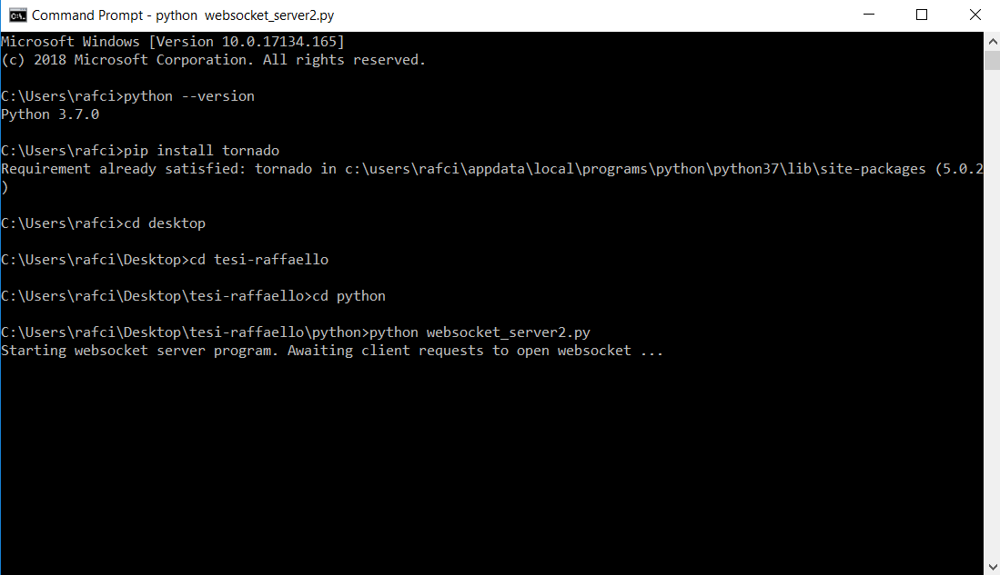 Command Prompt - python  websocket_server2.py
Microsoft Windows [Version 10.0.17134.165]
(c) 2018 Microsoft Corporation. All rights reserved.
C:\Users\rafci>python --version
Python 3.7.0
C:\Users\rafci>pip install tornado
Requirement already satisfied: tornado in c:\users\rafci\appdata\local\programs\python\python37\lib\site-packages (5.0.2
)
C:\Users\rafci>cd desktop
C:\Users\rafci\Desktop>cd tesi-raffaello
C:\Users\rafci\Desktop\tesi-raffaello>cd python
C:\Users\rafci\Desktop\tesi-raffaello\python>python websocket_server2.py
Starting websocket server program. Awaiting client requests to open websocket ...